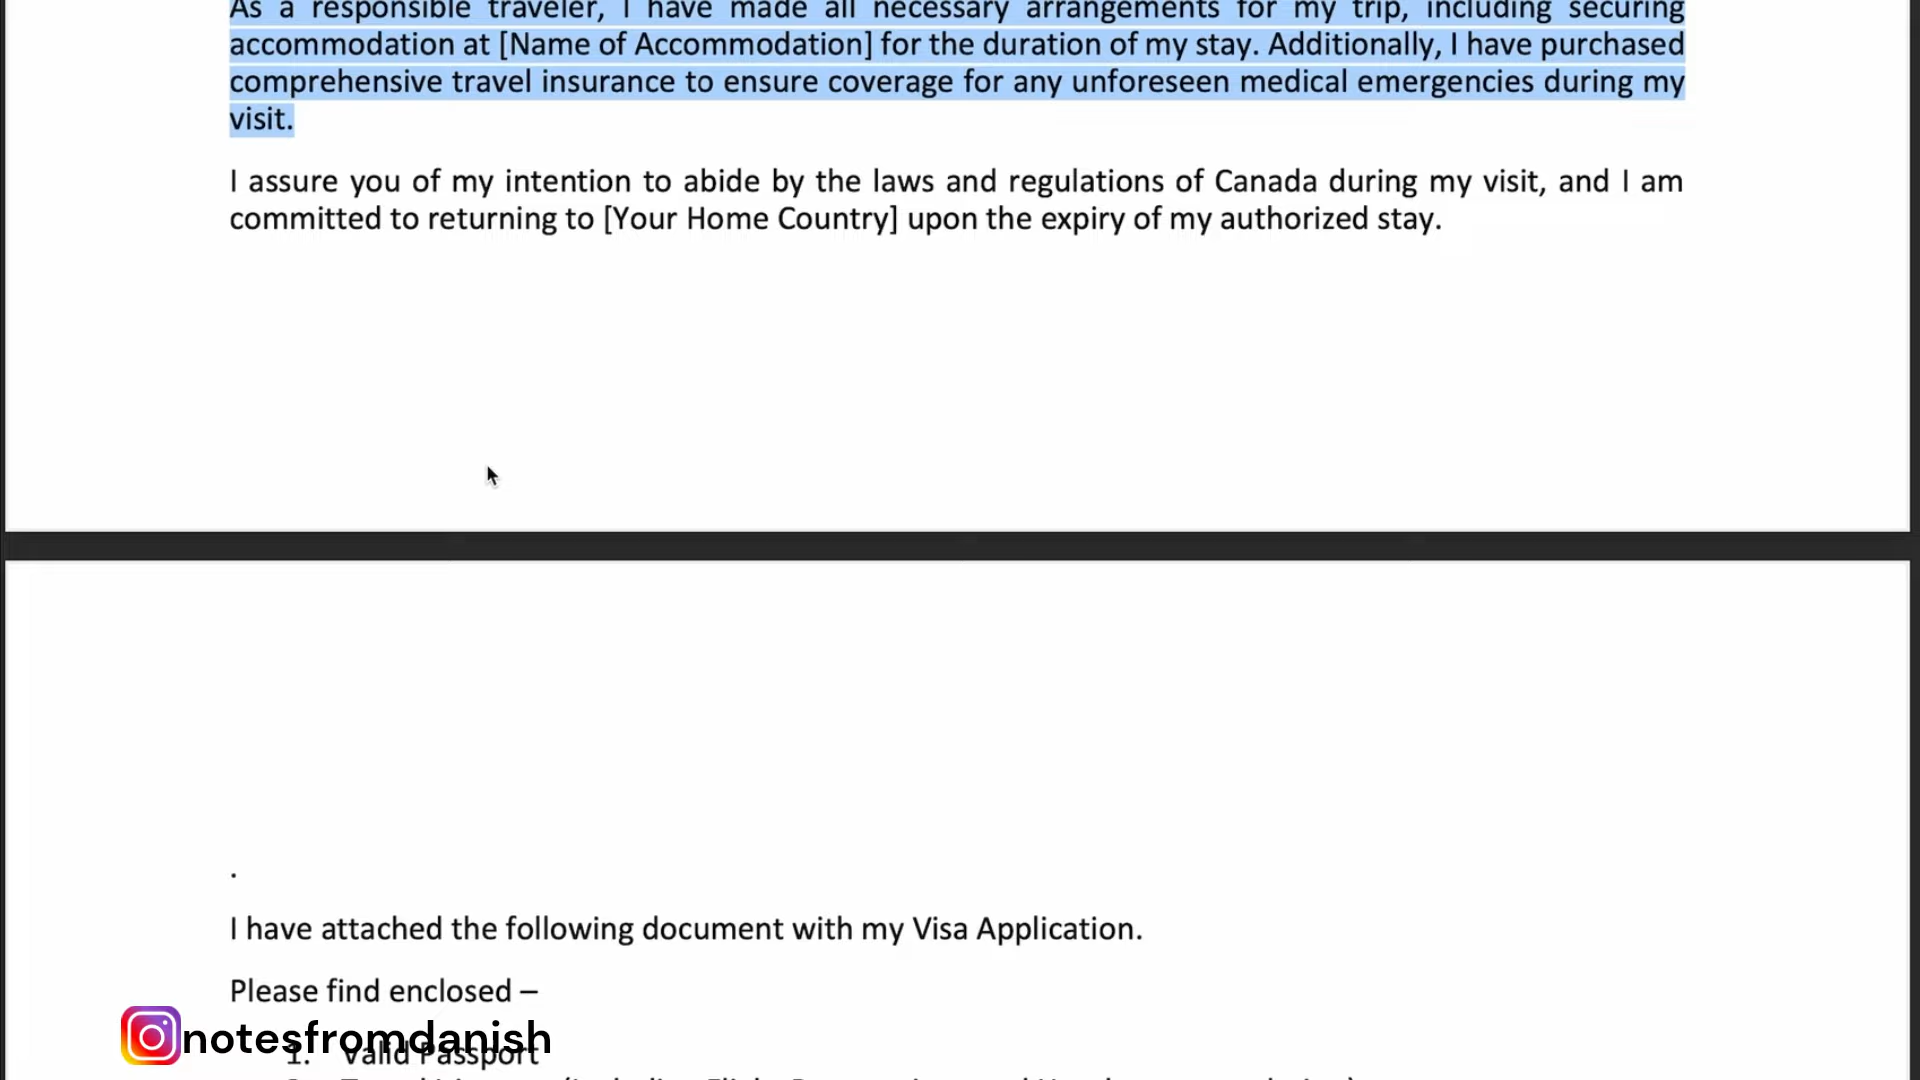 As a responsible traveler, I have made all necessary arrangements for my trip, including securing
accommodation at [Name of Accommodation] for the duration of my stay. Additionally, I have purchased
comprehensive travel insurance to ensure coverage for any unforeseen medical emergencies during my
visit.
I assure you of my intention to abide by the laws and regulations of Canada during my visit, and I am
committed to returning to [Your Home Country] upon the expiry of my authorized stay.
.
I have attached the following document with my Visa Application.
Please find enclosed –
notesfromdanish
1. Valid Passport